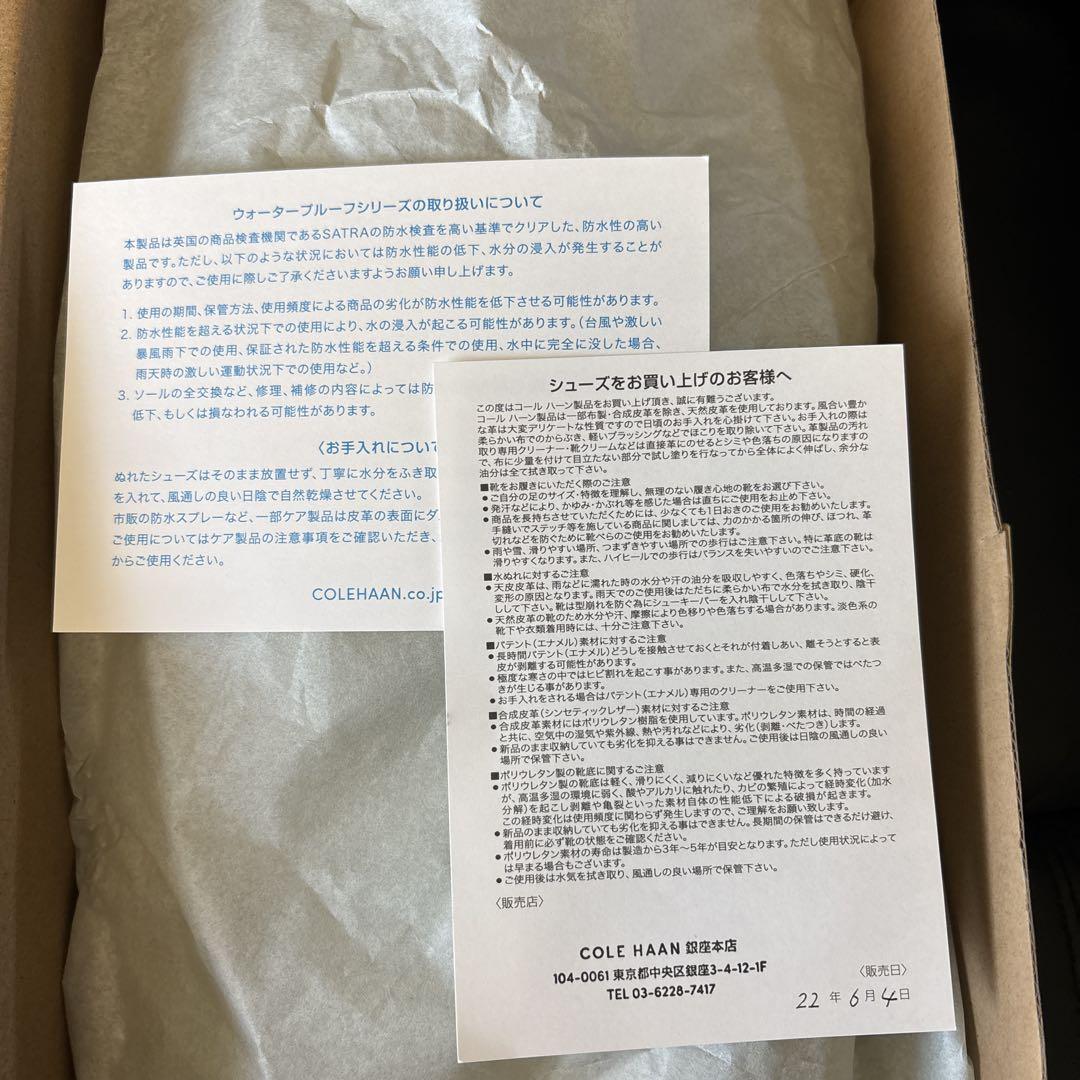 ウォータープルーフシリーズの取り扱いについて
本製品は英国の商品検査機関であるSATRAの防水検査を高い基準でクリアした、防水性の高い
製品です。ただし、以下のような状況においては防水性能の低下、水分の浸入が発生することが
ありますので、ご使用に際しご了承くださいますようお願い申し上げます。
1. 使用の期間、保管方法、使用頻度による商品の劣化が防水性能を低下させる可能性があります。
2. 防水性能を超える状況下での使用により、水の浸入が起こる可能性があります。（台風や激しい
暴風雨下での使用、保証された防水性能を超える条件での使用、水中に完全に没した場合、
雨天時の激しい運動状況下での使用など。）
3. ソールの全交換など、修理、補修の内容によっては防
低下、もしくは損なわれる可能性があります。
〈お手入れについて
ぬれたシューズはそのまま放置せず、丁寧に水分をふき取
を入れて、風通しの良い日陰で自然乾燥させてください。
市販の防水スプレーなど、一部ケア製品は皮革の表面にダ
ご使用についてはケア製品の注意事項をご確認いただき、
からご使用ください。
COLEHAAN.co.jp
シューズをお買い上げのお客様へ
この度はコール ハーン製品をお買い上げ頂き、誠に有難うございます。
コール ハーン製品は一部布製・合成皮革を除き、天然皮革を使用しております。風合い豊か
な革は大変デリケートな性質ですので日頃のお手入れを心掛けて下さい。お手入れの際は
柔らかい布でのからぶき、軽いブラッシングなどでほこりを取り除いて下さい。革製品の汚れ
取り専用クリーナー・靴クリームなどは直接革にのせるとシミや色落ちの原因になりますの
で、布に少量を付けて目立たない部分で試し塗りを行なってから全体によく伸ばし、余分な
油分は全て拭き取って下さい。
■靴をお履きにいただく際のご注意
●ご自分の足のサイズ・特徴を理解し、無理のない履き心地の靴をお選び下さい。
●発汗などにより、かゆみ・かぶれ等を感じた場合は直ちにご使用をお止め下さい。
●商品を長持ちさせていただくためには、少なくても1日おきのご使用をお勧めいたします。
手縫いでステッチ等を施している商品に関しましては、力のかかる箇所の伸び、ほつれ、革
切れなどを防ぐために靴べらのご使用をお勧めいたします。
●雨や雪、滑りやすい場所、つまずきやすい場所での歩行はご注意下さい。特に革底の靴は
滑りやすくなります。また、ハイヒールでの歩行はバランスを失いやすいのでご注意下さい。
■水ぬれに対するご注意
●天皮皮革は、雨などに濡れた時の水分や汗の油分を吸収しやすく、色落ちやシミ、硬化、
変形の原因となります。雨天でのご使用後はただちに柔らかい布で水分を拭き取り、陰干
しして下さい。靴は型崩れを防ぐ為にシューキーパーを入れ陰干しして下さい。
●天然皮革の靴のため水分や汗、摩擦により色移りや色落ちする場合があります。淡色系の
靴下や衣類着用時には、十分ご注意下さい。
■パテント（エナメル）素材に対するご注意
●長時間パテント（エナメル）どうしを接触させておくとそれが付着しあい、離そうとすると表
皮が剥離する可能性があります。
●極度な寒さの中ではヒビ割れを起こす事があります。また、高温多湿での保管ではべたつ
きが生じる事があります。
●お手入れをされる場合はパテント（エナメル）専用のクリーナーをご使用下さい。
■合成皮革（シンセティックレザー）素材に対するご注意
●合成皮革素材にはポリウレタン樹脂を使用しています。ポリウレタン素材は、時間の経過
と共に、空気中の湿気や紫外線、熱や汚れなどにより、劣化（剥離・べたつき）します。
●新品のまま収納していても劣化を抑える事はできません。ご使用後は日陰の風通しの良い
場所で保管下さい。
■ポリウレタン製の靴底に関するご注意
●ポリウレタン製の靴底は軽く、滑りにくく、減りにくいなど優れた特徴を多く持っています
が、高温多湿の環境に弱く、酸やアルカリに触れたり、カビの繁殖によって経時変化（加水
分解）を起こし剥離や亀裂といった素材自体の性能低下による破損が起きます。
この経時変化は使用頻度に関わらず発生しますので、ご理解をお願い致します。
●新品のまま収納していても劣化を抑える事はできません。長期間の保管はできるだけ避け、
着用前に必ず靴の状態をご確認ください。
●ポリウレタン素材の寿命は製造から3年〜5年が目安となります。ただし使用状況によって
は早まる場合もございます。
●ご使用後は水気を拭き取り、風通しの良い場所で保管下さい。
〈販売店〉
COLE HAAN 銀座本店
104-0061 東京都中央区銀座3-4-12-1F
TEL 03-6228-7417
〈販売日〉
22 年 6 月 4 日